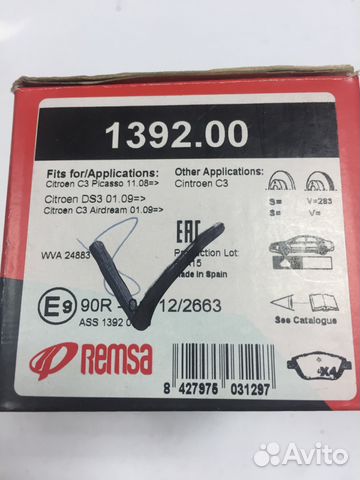 1392.00
Fits for/Applications:
Citroen C3 Picasso 11.08=>
Citroen DS3 01.09=>
Citroen C3 Airdream 01.09=>
Other Applications:
Cintroen C3
S= V=283
S= V=
WVA 24883
EAC
Production Lot
Made in Spain
E9 90R - 12/2663
ASS 1392
See Catalogue
REMSA
X4
8 427975 031297
Avito